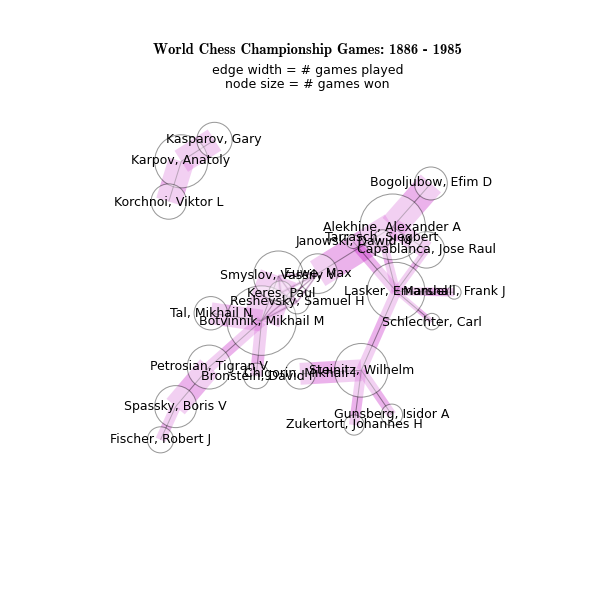 World Chess Championship Games: 1886 - 1985
edge width = # games played
node size = # games won
Kasparov, Gary
Karpov, Anatoly
Bogoljubow, Efim D
Korchnoi, Viktor L
Alekhine, Alexander A
Tarrasch, Siegbert
Janowski, Dawid M
Capablanca, Jose Raul
Euwe, Max
Smyslov, Vassily V
Lasker, Emanuel
Marshall, Frank J
Keres, Paul
Reshevsky, Samuel H
Tal, Mikhail N
Botvinnik, Mikhail M
Schlechter, Carl
Petrosian, Tigran V
Steinitz, Wilhelm
Chigorin, Mikhail I
Bronstein, David I
Spassky, Boris V
Gunsberg, Isidor A
Zukertort, Johannes H
Fischer, Robert J